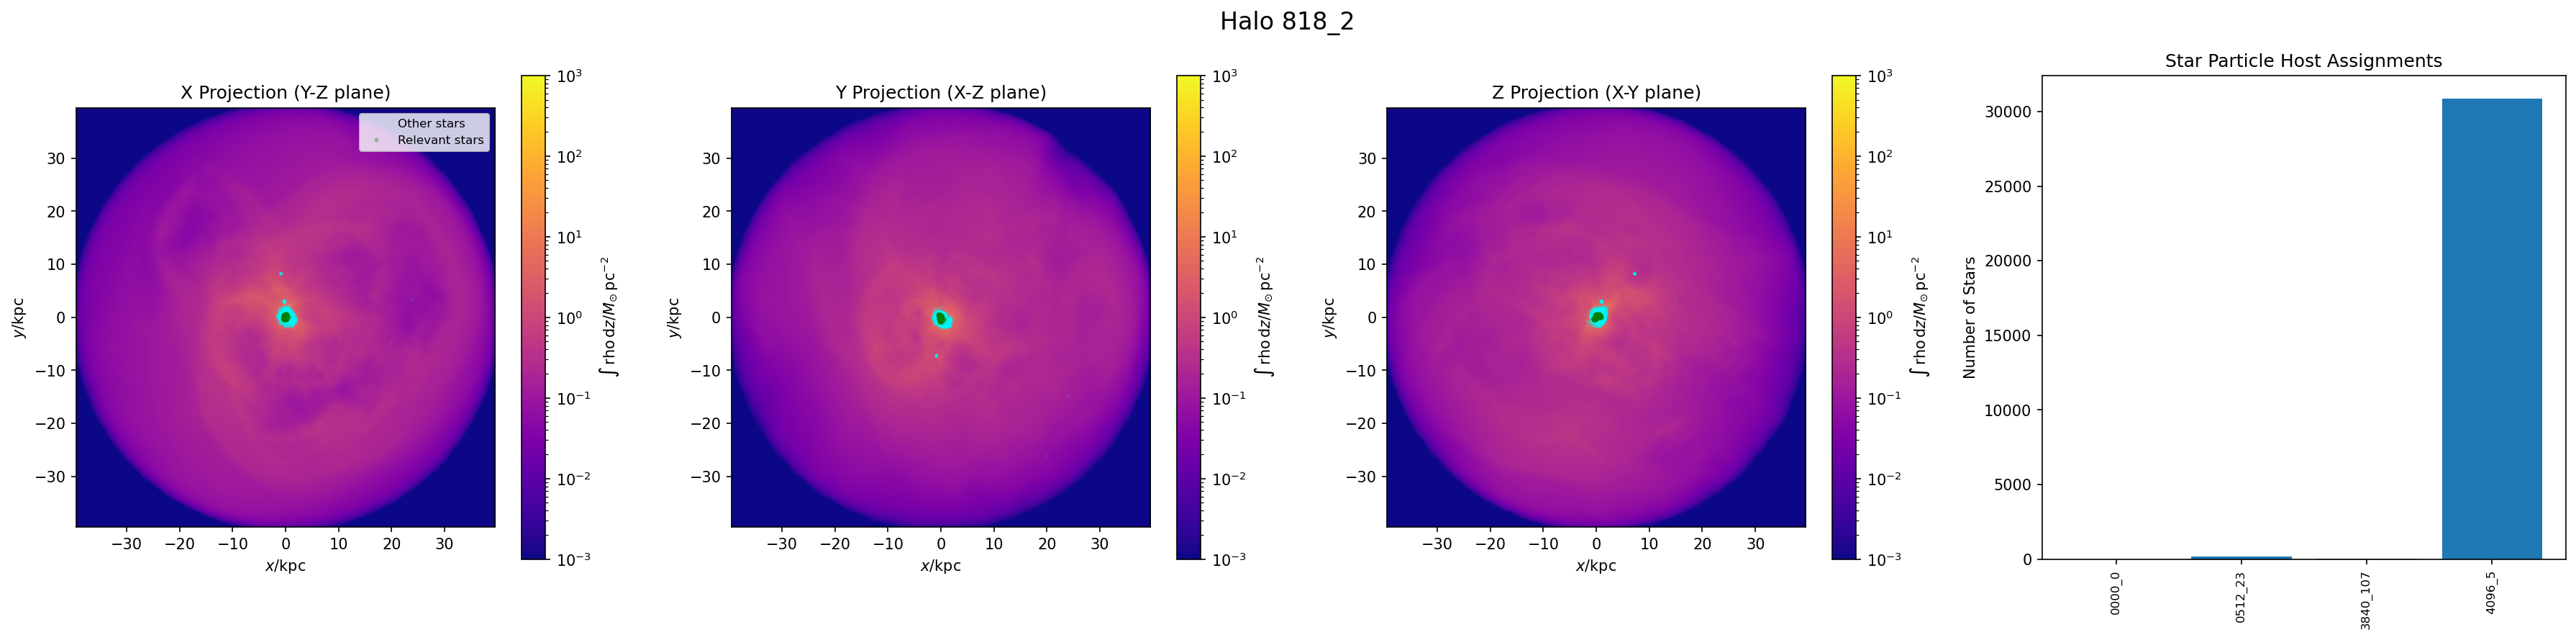 Halo 818_2
X Projection (Y-Z plane)
Other stars
Relevant stars
30
20
10
0
−10
−20
−30
y/kpc
−30 −20 −10 0 10 20 30
x/kpc
10³
10²
10¹
10⁰
10⁻¹
10⁻²
10⁻³
∫ rho dz/M⊙ pc⁻²
Y Projection (X-Z plane)
30
20
10
0
−10
−20
−30
y/kpc
−30 −20 −10 0 10 20 30
x/kpc
10³
10²
10¹
10⁰
10⁻¹
10⁻²
10⁻³
∫ rho dz/M⊙ pc⁻²
Z Projection (X-Y plane)
30
20
10
0
−10
−20
−30
y/kpc
−30 −20 −10 0 10 20 30
x/kpc
10³
10²
10¹
10⁰
10⁻¹
10⁻²
10⁻³
∫ rho dz/M⊙ pc⁻²
Star Particle Host Assignments
30000
25000
20000
15000
10000
5000
0
Number of Stars
0000_0
0512_23
3840_107
4096_5